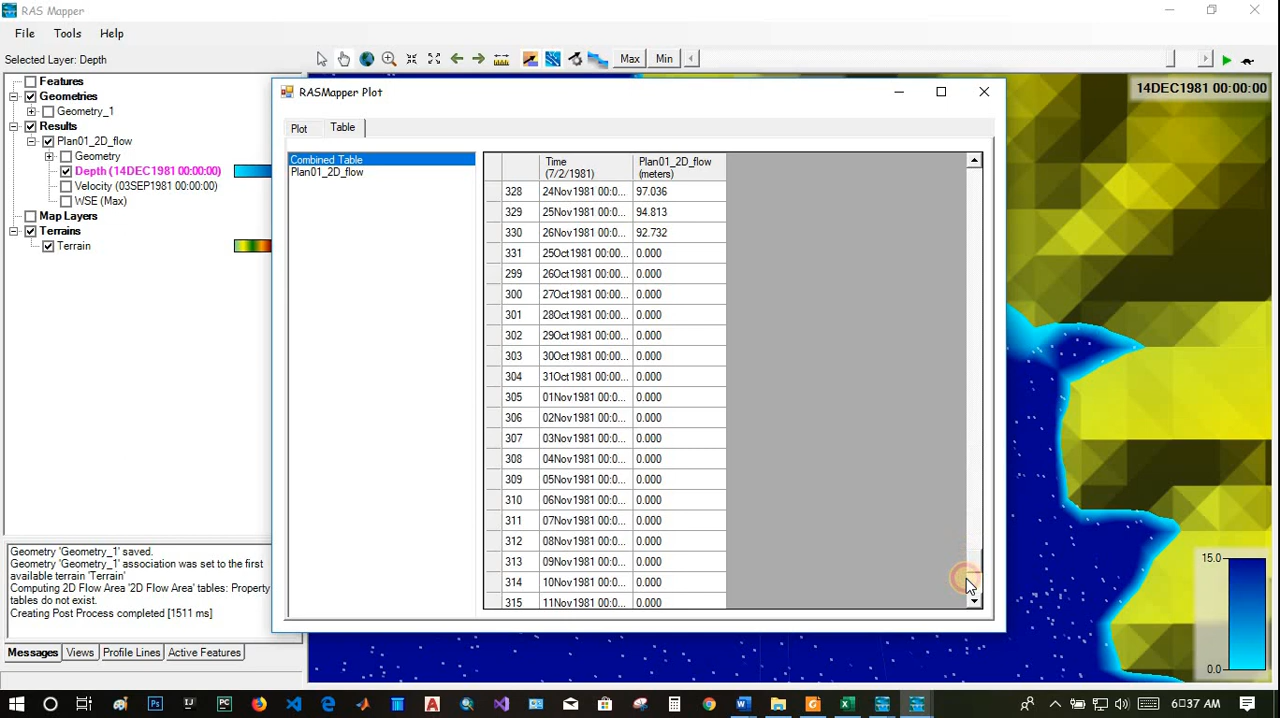 RAS Mapper
File Tools Help
Selected Layer: Depth
Max Min
Features
Geometries
Geometry_1
Results
Plan01_2D_flow
Geometry
Depth (14DEC1981 00:00:00)
Velocity (03SEP1981 00:00:00)
WSE (Max)
Map Layers
Terrains
Terrain
Geometry 'Geometry_1' saved.
Geometry 'Geometry_1' association was set to the first
available terrain 'Terrain'
Computing 2D Flow Area '2D Flow Area' tables: Property
tables do not exist.
Creating Post Process completed [1511 ms]
Messages Views Profile Lines Active Features
RASMapper Plot
Plot Table
Combined Table
Plan01_2D_flow
Time Plan01_2D_flow
(7/2/1981) (meters)
328 24Nov1981 00:0... 97.036
329 25Nov1981 00:0... 94.813
330 26Nov1981 00:0... 92.732
331 25Oct1981 00:00... 0.000
299 26Oct1981 00:00... 0.000
300 27Oct1981 00:00... 0.000
301 28Oct1981 00:00... 0.000
302 29Oct1981 00:00... 0.000
303 30Oct1981 00:00... 0.000
304 31Oct1981 00:00... 0.000
305 01Nov1981 00:0... 0.000
306 02Nov1981 00:0... 0.000
307 03Nov1981 00:0... 0.000
308 04Nov1981 00:0... 0.000
309 05Nov1981 00:0... 0.000
310 06Nov1981 00:0... 0.000
311 07Nov1981 00:0... 0.000
312 08Nov1981 00:0... 0.000
313 09Nov1981 00:0... 0.000
314 10Nov1981 00:0... 0.000
315 11Nov1981 00:0... 0.000
14DEC1981 00:00:00
15.0
0.0
6:37 AM